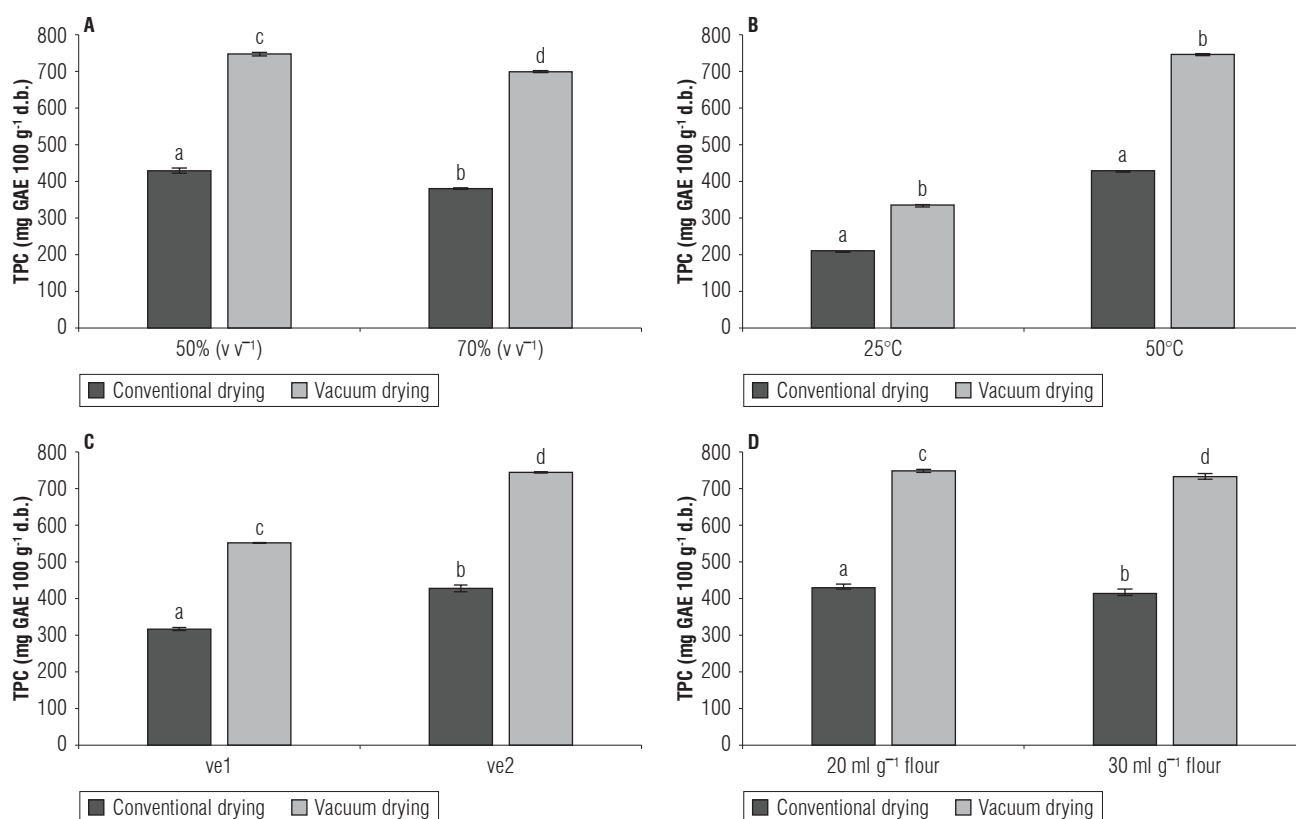 A
TPC (mg GAE 100 g⁻¹ d.b.)
800
700
600
500
400
300
200
100
0
a
c
b
d
50% (v v⁻¹)
70% (v v⁻¹)
Conventional drying
Vacuum drying
B
TPC (mg GAE 100 g⁻¹ d.b.)
800
700
600
500
400
300
200
100
0
a
b
a
b
25°C
50°C
Conventional drying
Vacuum drying
C
TPC (mg GAE 100 g⁻¹ d.b.)
800
700
600
500
400
300
200
100
0
a
c
b
d
ve1
ve2
Conventional drying
Vacuum drying
D
TPC (mg GAE 100 g⁻¹ d.b.)
800
700
600
500
400
300
200
100
0
a
c
b
d
20 ml g⁻¹ flour
30 ml g⁻¹ flour
Conventional drying
Vacuum drying